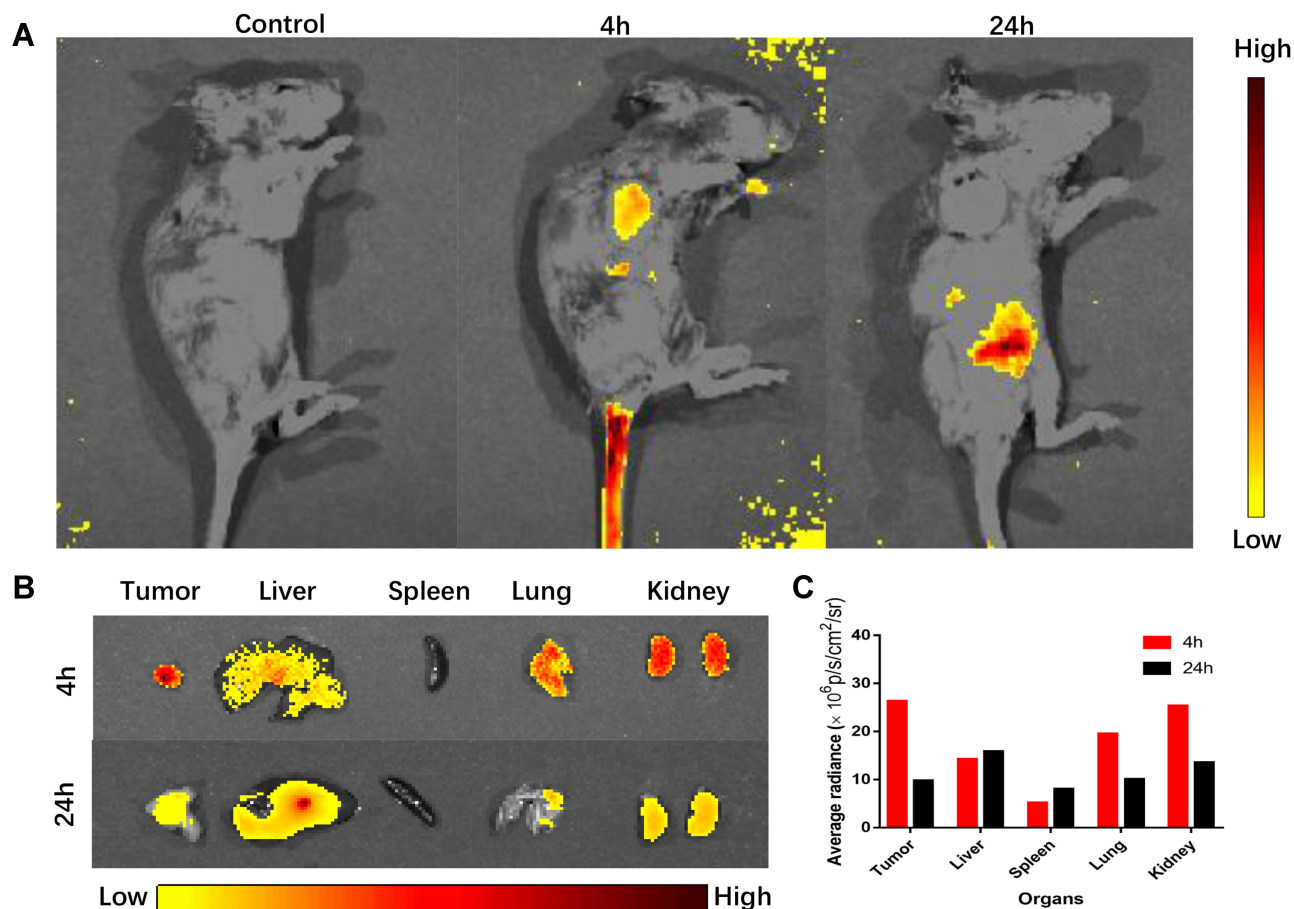 A
Control
4h
24h
High
Low
B
Tumor Liver Spleen Lung Kidney
4h
24h
Low High
C
Average radiance (× 10⁶p/s/cm²/sr)
40
30
20
10
0
4h
24h
Tumor Liver Spleen Lung Kidney
Organs